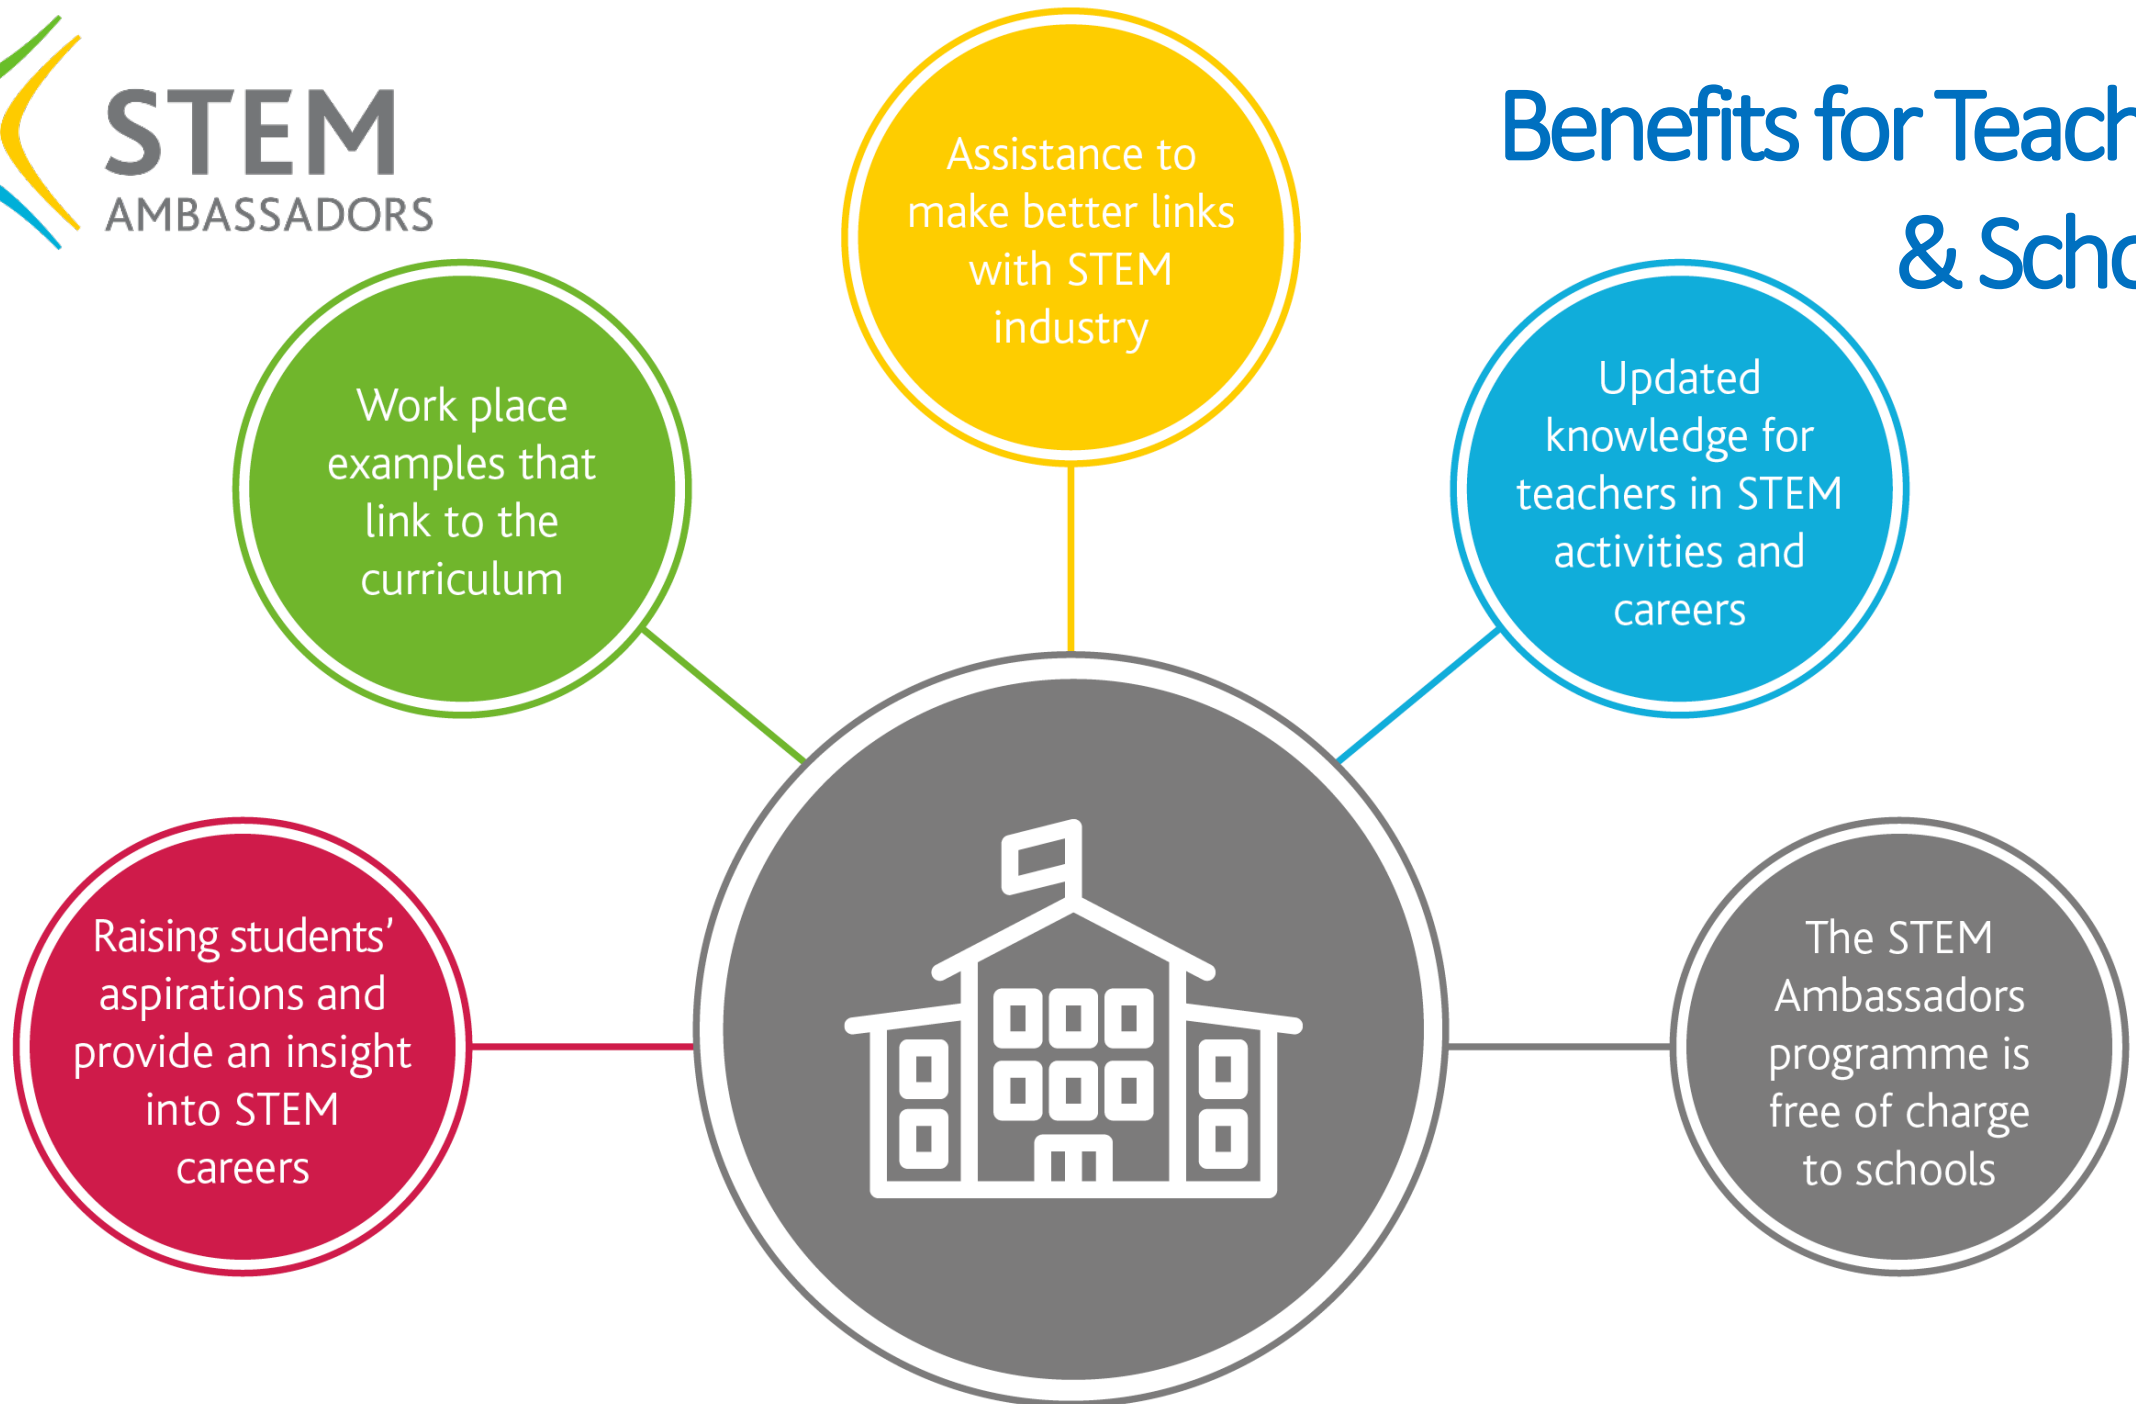 STEM
AMBASSADORS
Benefits for Teach
& Scho
Assistance to
make better links
with STEM
industry
Work place
examples that
link to the
curriculum
Updated
knowledge for
teachers in STEM
activities and
careers
Raising students’
aspirations and
provide an insight
into STEM
careers
The STEM
Ambassadors
programme is
free of charge
to schools